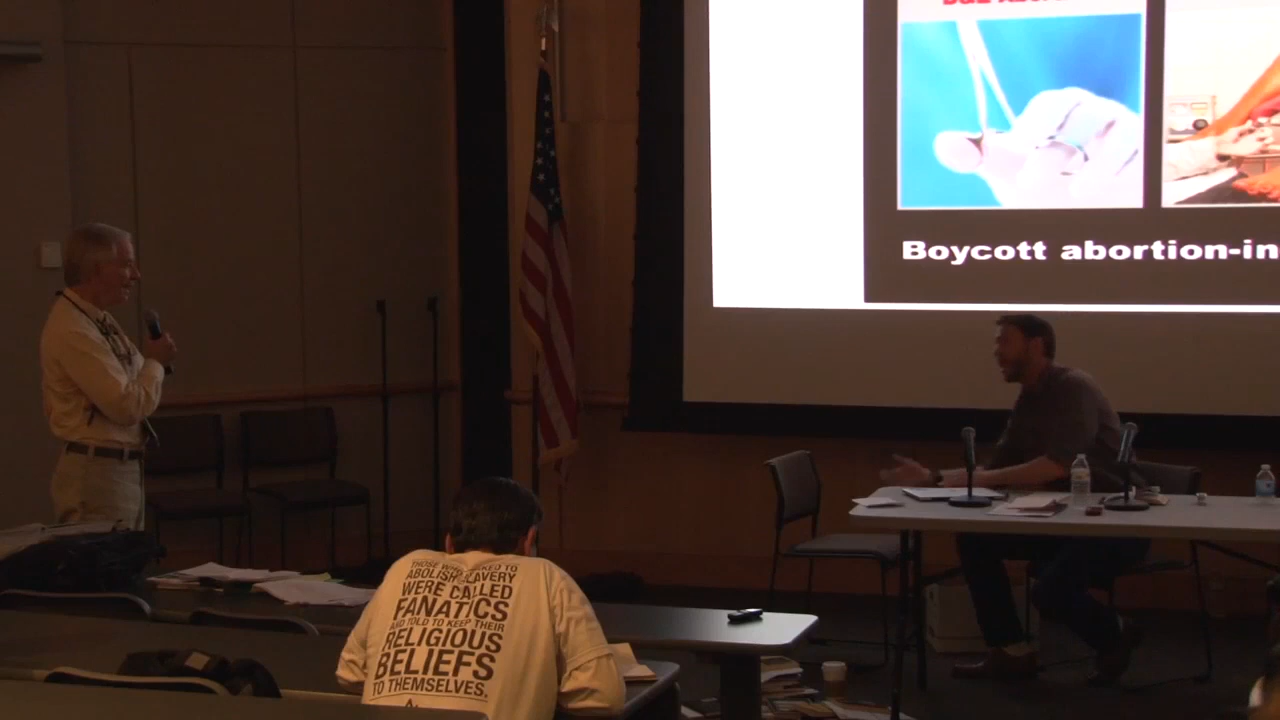 Boycott abortion-in
THOSE WHO ASKED TO
ABOLISH SLAVERY
WERE CALLED
FANATICS
AND TOLD TO KEEP THEIR
RELIGIOUS
BELIEFS
TO THEMSELVES.